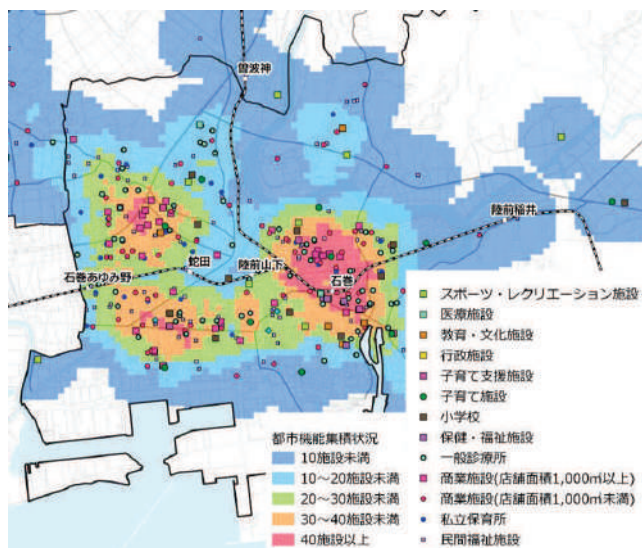 曽波神
陸前稲井
蛇田
陸前山下
石巻あゆみ野
石巻
スポーツ・レクリエーション施設
医療施設
教育・文化施設
行政施設
子育て支援施設
子育て施設
小学校
保健・福祉施設
一般診療所
商業施設(店舗面積1,000㎡以上)
商業施設(店舗面積1,000㎡未満)
私立保育所
民間福祉施設
都市機能集積状況
10施設未満
10～20施設未満
20～30施設未満
30～40施設未満
40施設以上